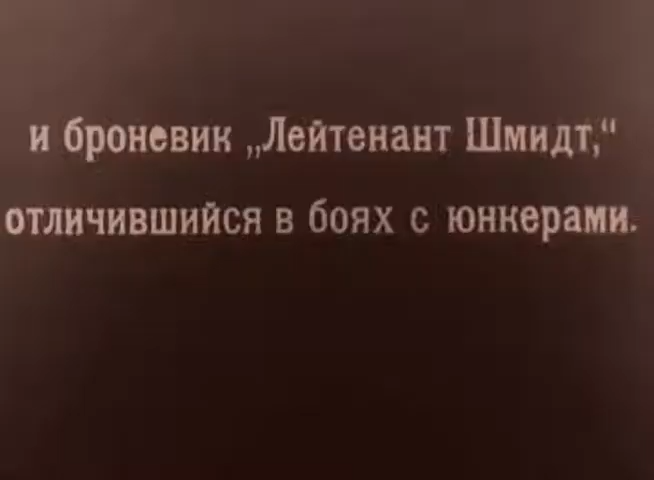 и броневик „Лейтенант Шмидт,“
отличившийся в боях с юнкерами.